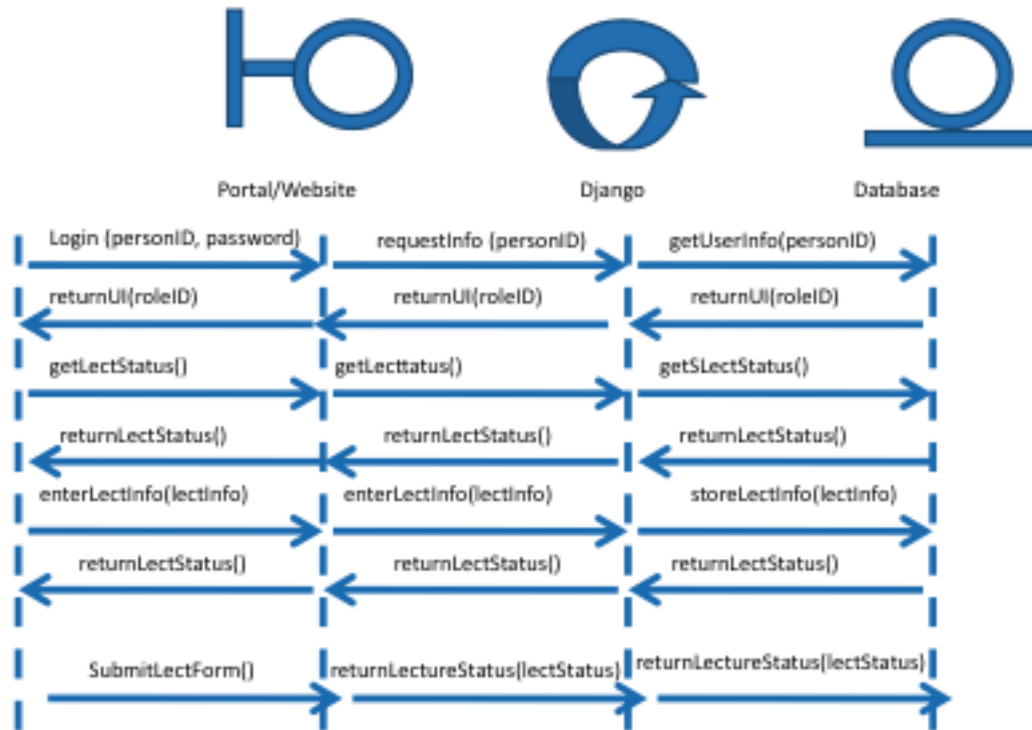 Portal/Website Django Database
Login (personID, password) requestInfo (personID) getUserInfo(personID)
returnUI(roleID) returnUI(roleID) returnUI(roleID)
getLectStatus() getLecttatus() getSLectStatus()
returnLectStatus() returnLectStatus() returnLectStatus()
enterLectInfo(lectInfo) enterLectInfo(lectInfo) storeLectInfo(lectInfo)
returnLectStatus() returnLectStatus() returnLectStatus()
SubmitLectForm() returnLectureStatus(lectStatus) returnLectureStatus(lectStatus)